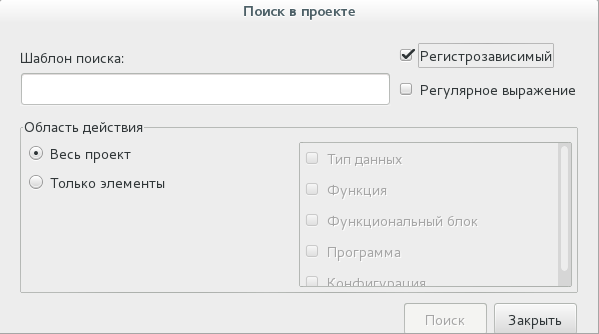 Поиск в проекте
Шаблон поиска:
Регистрозависимый
Регулярное выражение
Область действия
Весь проект
Только элементы
Тип данных
Функция
Функциональный блок
Программа
Конфигурация
Поиск
Закрыть